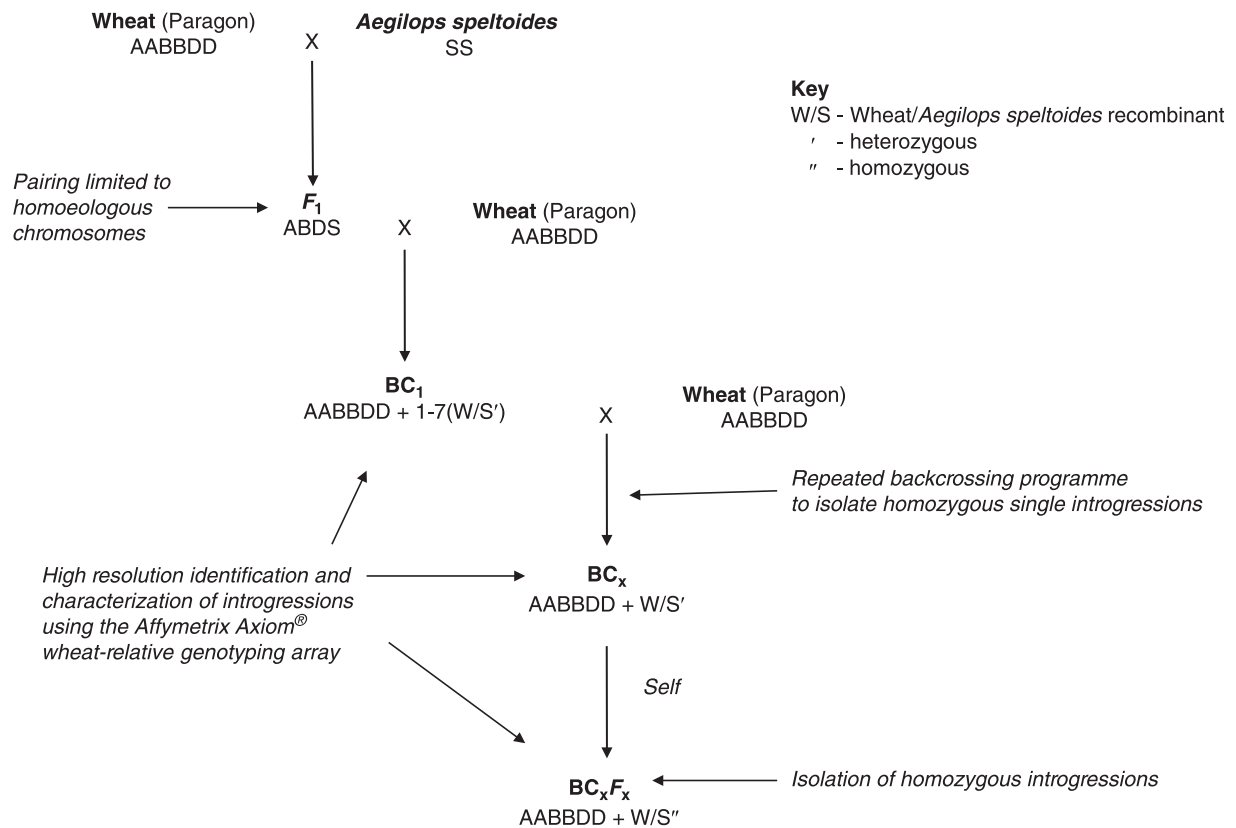 Wheat (Paragon)
AABBDD
X
Aegilops speltoides
SS
Key
W/S - Wheat/Aegilops speltoides recombinant
′ - heterozygous
″ - homozygous
Pairing limited to
homoeologous
chromosomes
F1
ABDS
X
Wheat (Paragon)
AABBDD
BC1
AABBDD + 1-7(W/S′)
X
Wheat (Paragon)
AABBDD
Repeated backcrossing programme
to isolate homozygous single introgressions
High resolution identification and
characterization of introgressions
using the Affymetrix Axiom®
wheat-relative genotyping array
BCx
AABBDD + W/S′
Self
BCxFx
AABBDD + W/S″
Isolation of homozygous introgressions